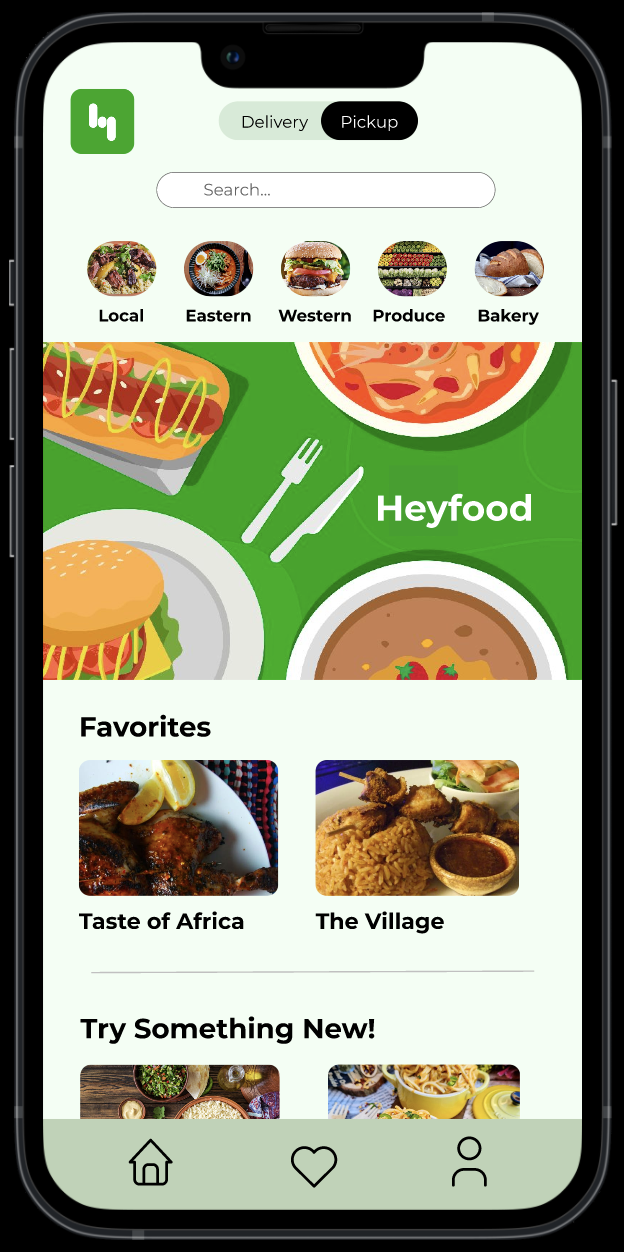 Delivery Pickup
Search...
Local Eastern Western Produce Bakery
Heyfood
Favorites
Taste of Africa The Village
Try Something New!